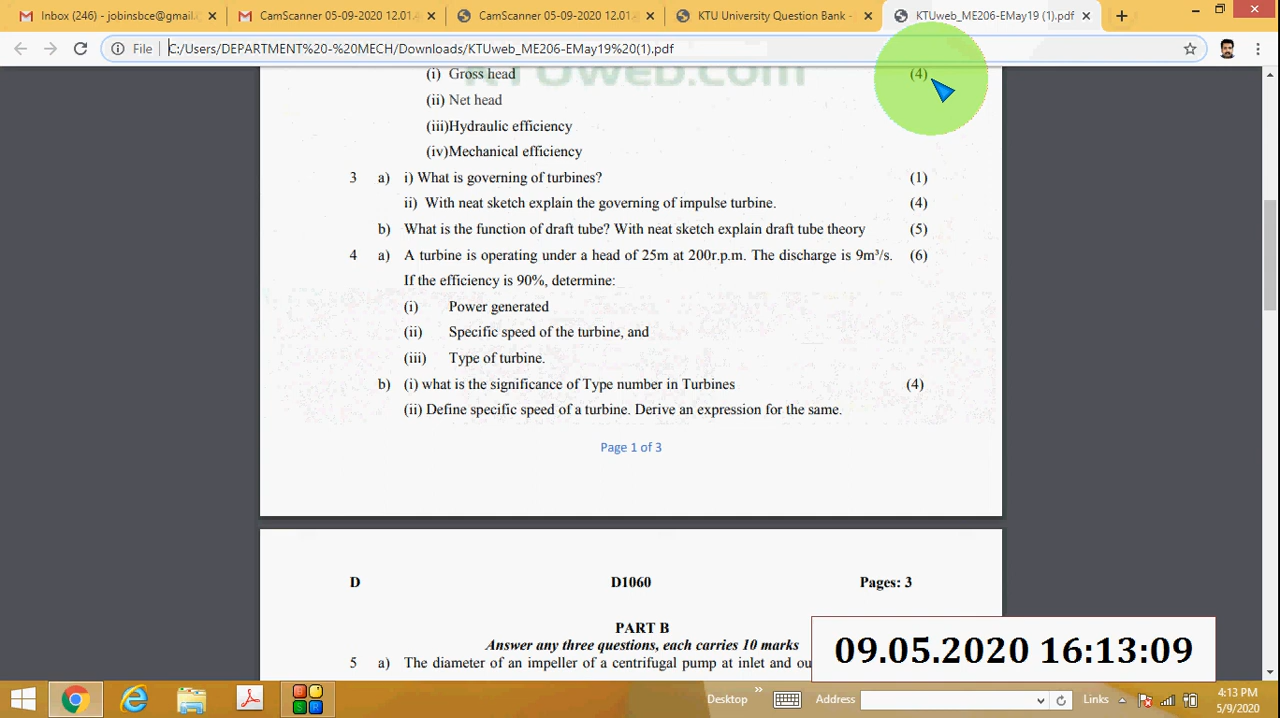 Inbox (246) - jobinsbce@gmail.
CamScanner 05-09-2020 12.01.
CamScanner 05-09-2020 12.01.
KTU University Question Bank -
KTUweb_ME206-EMay19 (1).pdf
File C:/Users/DEPARTMENT%20-%20MECH/Downloads/KTUweb_ME206-EMay19%20(1).pdf
(i) Gross head (4)
(ii) Net head
(iii)Hydraulic efficiency
(iv)Mechanical efficiency
3 a) i) What is governing of turbines? (1)
ii) With neat sketch explain the governing of impulse turbine. (4)
b) What is the function of draft tube? With neat sketch explain draft tube theory (5)
4 a) A turbine is operating under a head of 25m at 200r.p.m. The discharge is 9m³/s. (6)
If the efficiency is 90%, determine:
(i) Power generated
(ii) Specific speed of the turbine, and
(iii) Type of turbine.
b) (i) what is the significance of Type number in Turbines (4)
(ii) Define specific speed of a turbine. Derive an expression for the same.
Page 1 of 3
D D1060 Pages: 3
PART B
Answer any three questions, each carries 10 marks
5 a) The diameter of an impeller of a centrifugal pump at inlet and ou
09.05.2020 16:13:09
Desktop Address Links
4:13 PM
5/9/2020